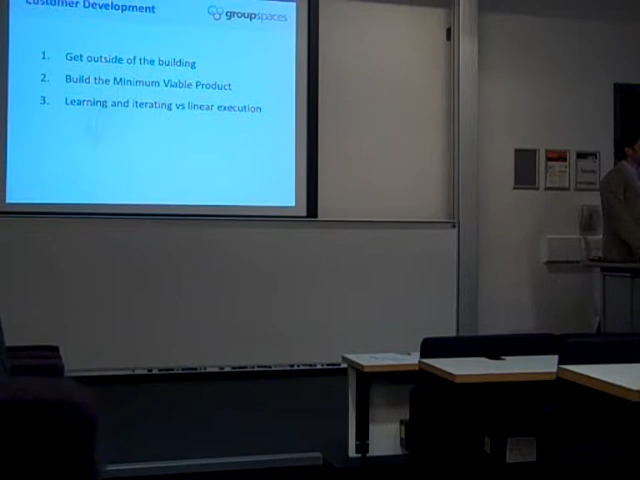 Customer Development
groupspaces
1. Get outside of the building
2. Build the Minimum Viable Product
3. Learning and iterating vs linear execution